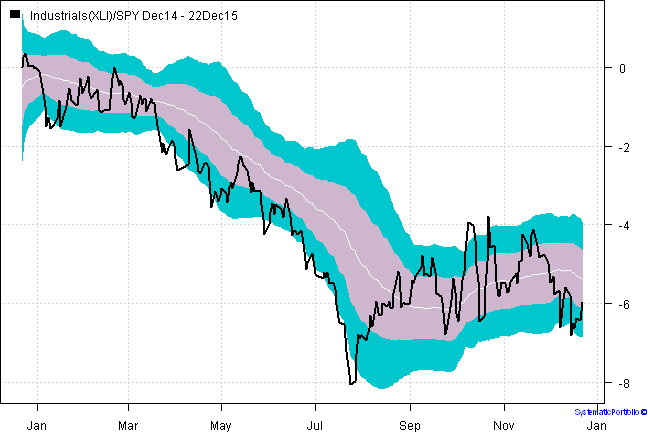 Industrials(XLI)/SPY Dec14 - 22Dec15
0
-2
-4
-6
-8
SystematicPortfolio ©
Jan Mar May Jul Sep Nov Jan